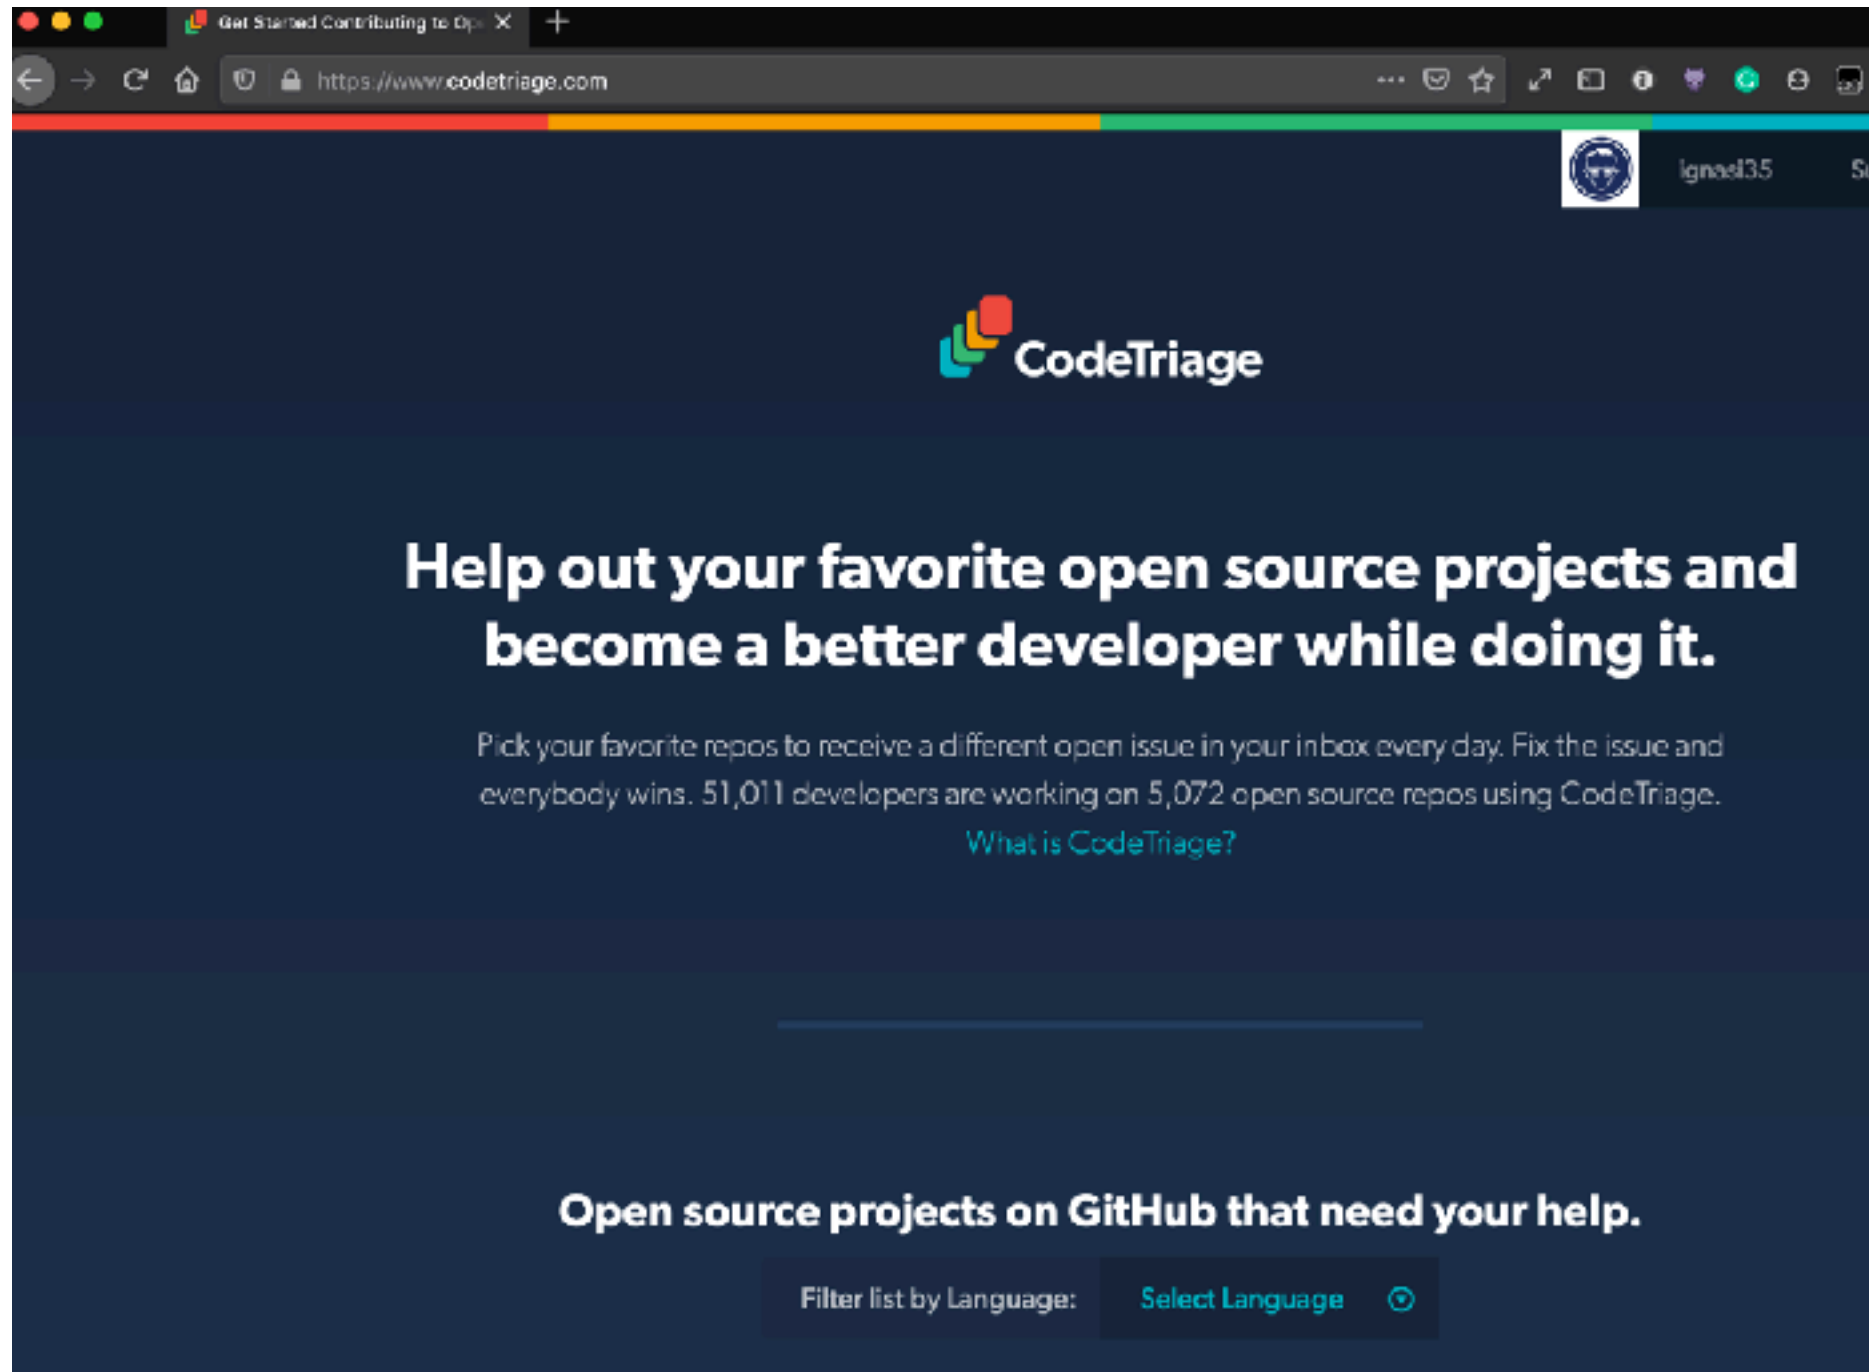 Get Started Contributing to Op
https://www.codetriage.com
ignasi35
CodeTriage
Help out your favorite open source projects and
become a better developer while doing it.
Pick your favorite repos to receive a different open issue in your inbox every day. Fix the issue and
everybody wins. 51,011 developers are working on 5,072 open source repos using CodeTriage.
What is CodeTriage?
Open source projects on GitHub that need your help.
Filter list by Language: Select Language